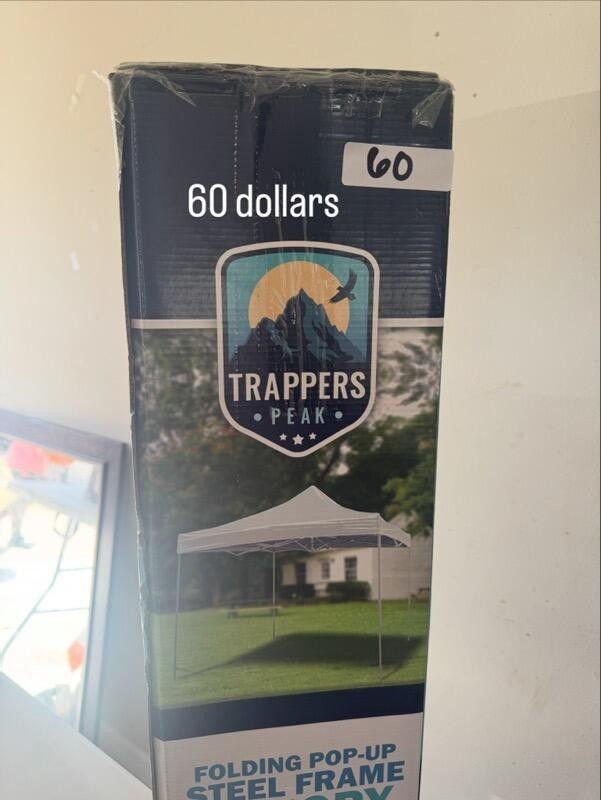 60
60 dollars
TRAPPERS
• PEAK •
FOLDING POP-UP
STEEL FRAME